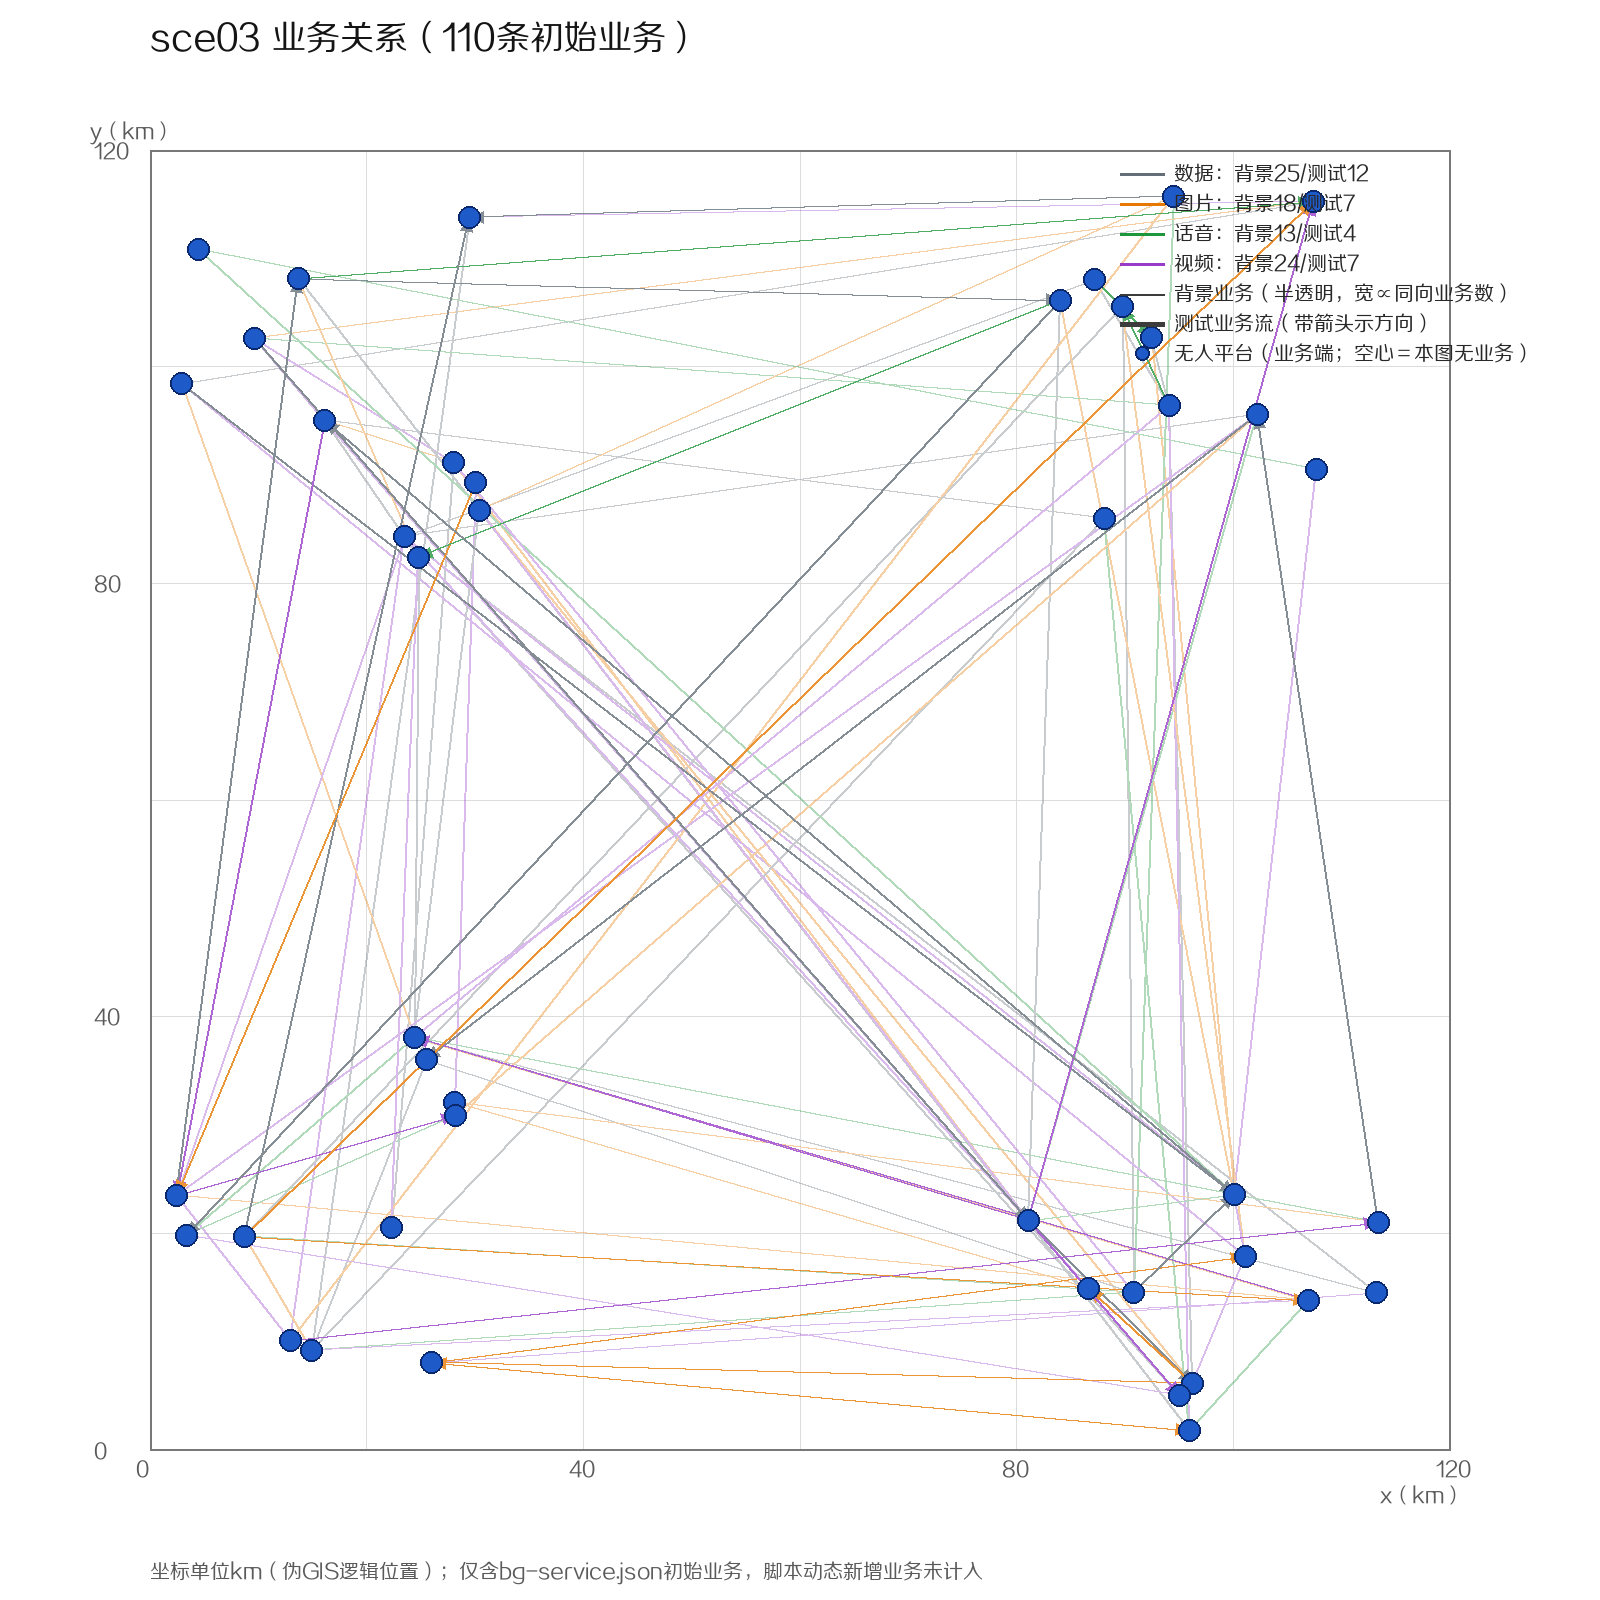 sce03 业务关系（110条初始业务）
y（km）
120
数据：背景25/测试12
图片：背景18/测试7
话音：背景13/测试4
视频：背景24/测试7
背景业务（半透明，宽∝同向业务数）
测试业务流（带箭头示方向）
无人平台（业务端；空心＝本图无业务）
80
40
0
0
40
80
120
x（km）
坐标单位km（伪GIS逻辑位置）；仅含bg-service.json初始业务，脚本动态新增业务未计入